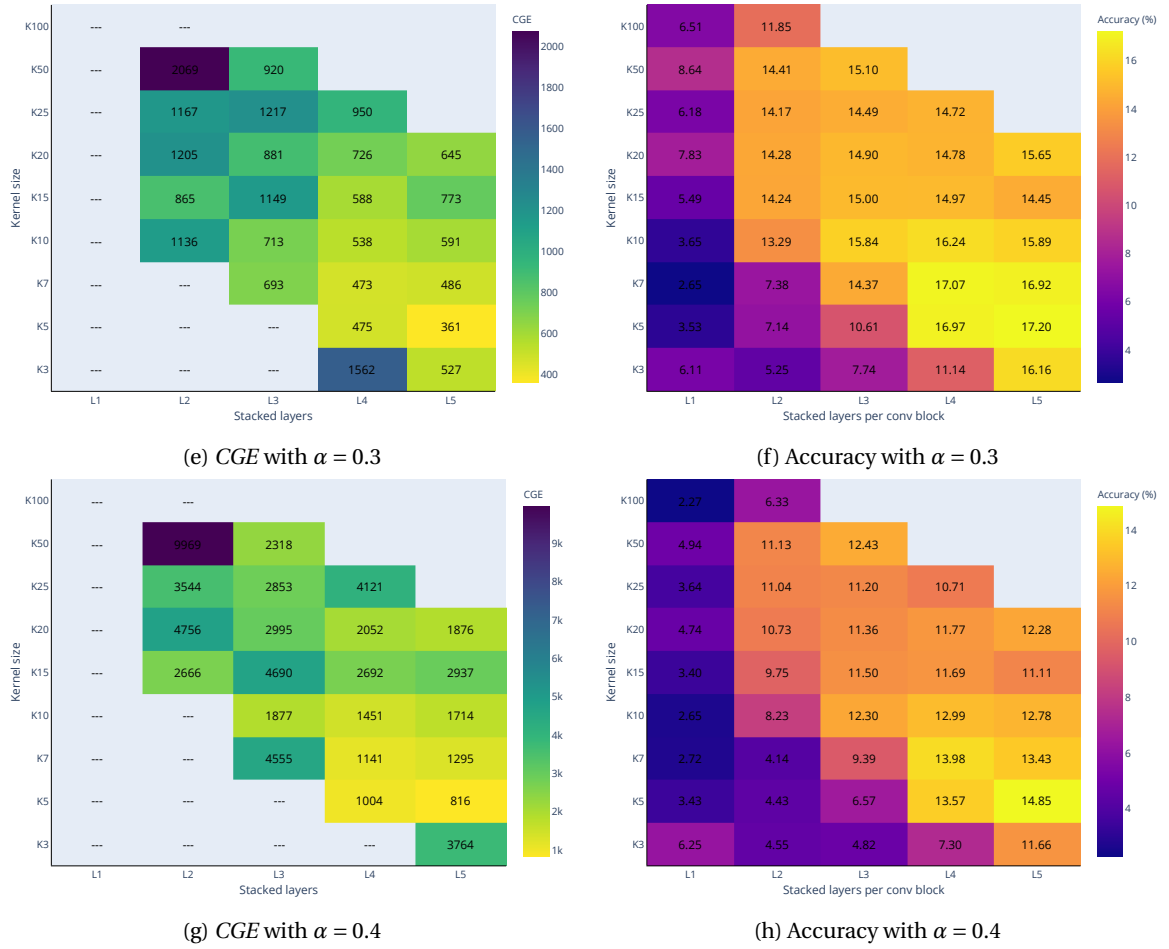 CGE
Accuracy (%)
K100 --- ---
K50 --- 2069 920
K25 --- 1167 1217 950
K20 --- 1205 881 726 645
K15 --- 865 1149 588 773
K10 --- 1136 713 538 591
K7 --- --- 693 473 486
K5 --- --- --- 475 361
K3 --- --- --- 1562 527
L1 L2 L3 L4 L5
Kernel size
Stacked layers
2000
1800
1600
1400
1200
1000
800
600
400
(e) CGE with α = 0.3
K100 6.51 11.85
K50 8.64 14.41 15.10
K25 6.18 14.17 14.49 14.72
K20 7.83 14.28 14.90 14.78 15.65
K15 5.49 14.24 15.00 14.97 14.45
K10 3.65 13.29 15.84 16.24 15.89
K7 2.65 7.38 14.37 17.07 16.92
K5 3.53 7.14 10.61 16.97 17.20
K3 6.11 5.25 7.74 11.14 16.16
L1 L2 L3 L4 L5
Kernel size
Stacked layers per conv block
16
14
12
10
8
6
4
(f) Accuracy with α = 0.3
CGE
K100 --- ---
K50 --- 9969 2318
K25 --- 3544 2853 4121
K20 --- 4756 2995 2052 1876
K15 --- 2666 4690 2692 2937
K10 --- --- 1877 1451 1714
K7 --- --- 4555 1141 1295
K5 --- --- --- 1004 816
K3 --- --- --- --- 3764
L1 L2 L3 L4 L5
Kernel size
Stacked layers
9k
8k
7k
6k
5k
4k
3k
2k
1k
(g) CGE with α = 0.4
Accuracy (%)
K100 2.27 6.33
K50 4.94 11.13 12.43
K25 3.64 11.04 11.20 10.71
K20 4.74 10.73 11.36 11.77 12.28
K15 3.40 9.75 11.50 11.69 11.11
K10 2.65 8.23 12.30 12.99 12.78
K7 2.72 4.14 9.39 13.98 13.43
K5 3.43 4.43 6.57 13.57 14.85
K3 6.25 4.55 4.82 7.30 11.66
L1 L2 L3 L4 L5
Kernel size
Stacked layers per conv block
14
12
10
8
6
4
(h) Accuracy with α = 0.4